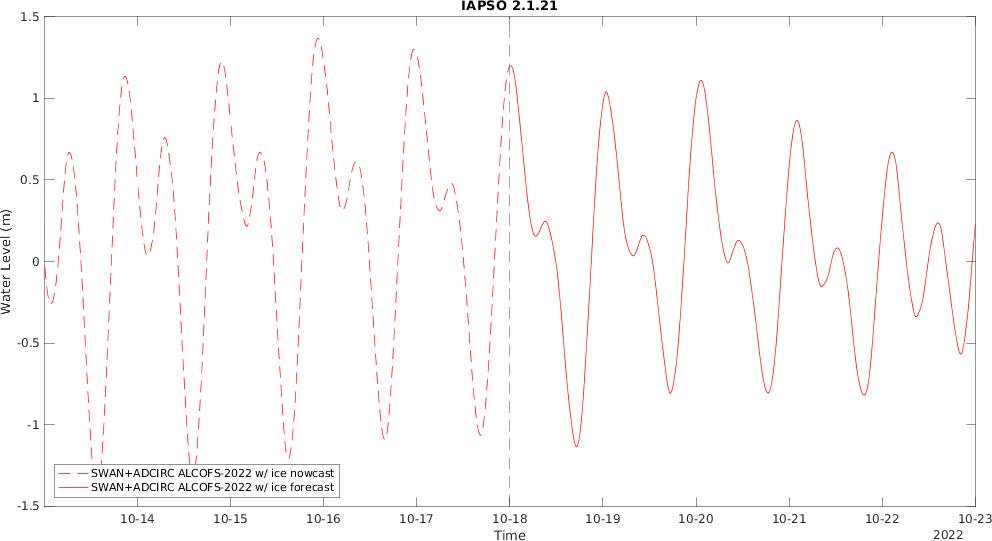 IAPSO 2.1.21
1.5
1
0.5
0
-0.5
-1
-1.5
Water Level (m)
SWAN+ADCIRC ALCOFS-2022 w/ ice nowcast
SWAN+ADCIRC ALCOFS-2022 w/ ice forecast
10-14 10-15 10-16 10-17 10-18 10-19 10-20 10-21 10-22 10-23
Time
2022